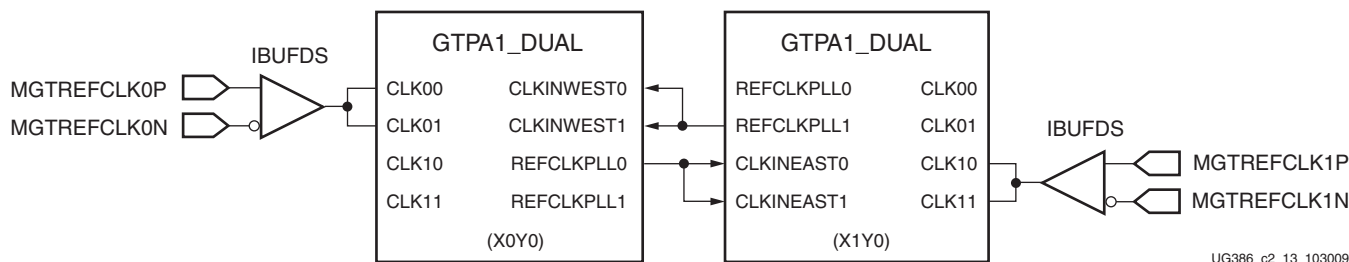 GTPA1_DUAL
GTPA1_DUAL
IBUFDS
MGTREFCLK0P
MGTREFCLK0N
CLK00
CLK01
CLK10
CLK11
CLKINWEST0
CLKINWEST1
REFCLKPLL0
REFCLKPLL1
(X0Y0)
REFCLKPLL0
REFCLKPLL1
CLKINEAST0
CLKINEAST1
CLK00
CLK01
CLK10
CLK11
(X1Y0)
IBUFDS
MGTREFCLK1P
MGTREFCLK1N
UG386_c2_13_103009